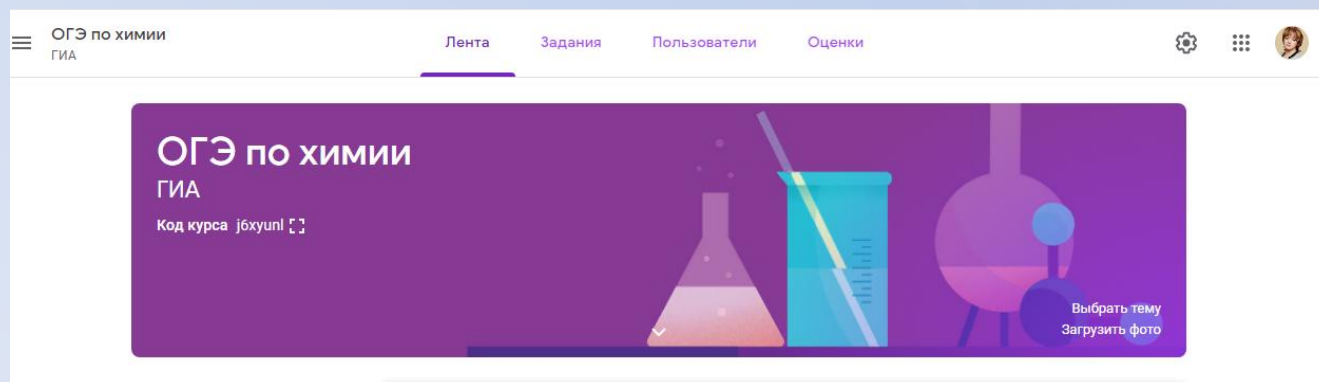 ОГЭ по химии
ГИА
Лента Задания Пользователи Оценки
ОГЭ по химии
ГИА
Код курса j6xyunl
Выбрать тему
Загрузить фото